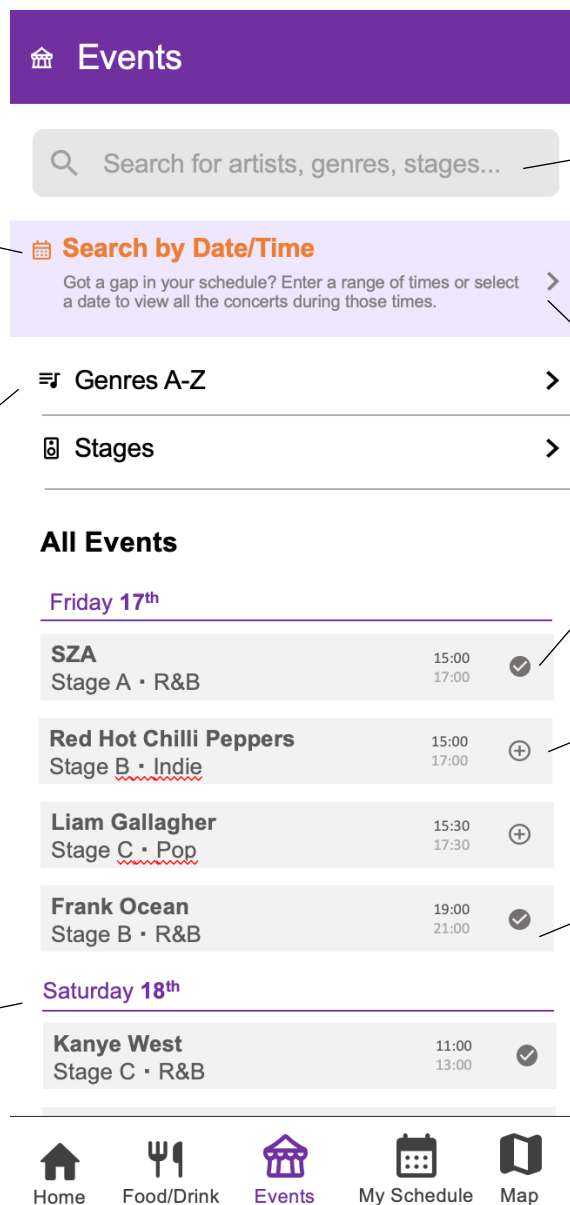 Events
Search for artists, genres, stages...
Search by Date/Time
Got a gap in your schedule? Enter a range of times or select
a date to view all the concerts during those times.
Genres A-Z
Stages
All Events
Friday 17th
SZA
15:00
Stage A · R&B
17:00
Red Hot Chilli Peppers
15:00
Stage B · Indie
17:00
Liam Gallagher
15:30
Stage C · Pop
17:30
Frank Ocean
19:00
Stage B · R&B
21:00
Saturday 18th
Kanye West
11:00
Stage C · R&B
13:00
Home Food/Drink Events My Schedule Map